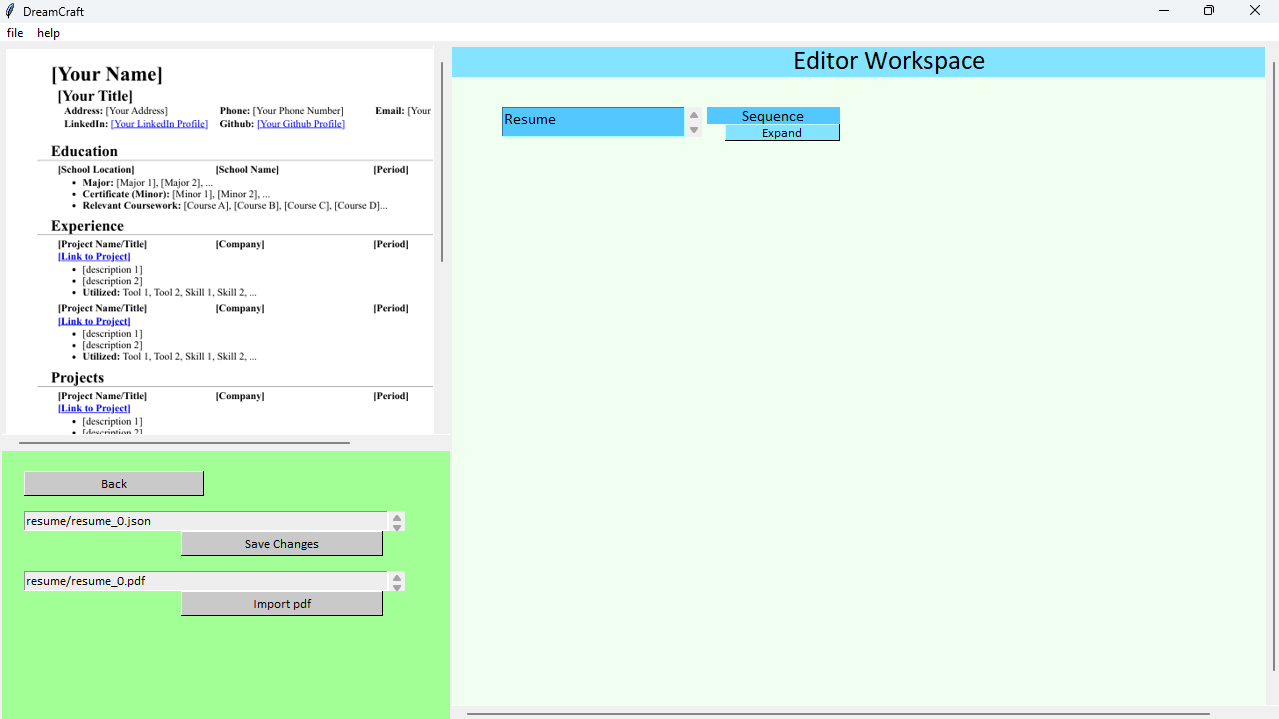 DreamCraft
file help
[Your Name]
[Your Title]
Address: [Your Address] Phone: [Your Phone Number] Email: [Your
LinkedIn: [Your LinkedIn Profile] Github: [Your Github Profile]
Education
[School Location] [School Name] [Period]
• Major: [Major 1], [Major 2], ...
• Certificate (Minor): [Minor 1], [Minor 2], ...
• Relevant Coursework: [Course A], [Course B], [Course C], [Course D]...
Experience
[Project Name/Title] [Company] [Period]
[Link to Project]
• [description 1]
• [description 2]
• Utilized: Tool 1, Tool 2, Skill 1, Skill 2, ...
[Project Name/Title] [Company] [Period]
[Link to Project]
• [description 1]
• [description 2]
• Utilized: Tool 1, Tool 2, Skill 1, Skill 2, ...
Projects
[Project Name/Title] [Company] [Period]
[Link to Project]
• [description 1]
• [description 2]
Back
resume/resume_0.json
Save Changes
resume/resume_0.pdf
Import pdf
Editor Workspace
Resume
Sequence
Expand